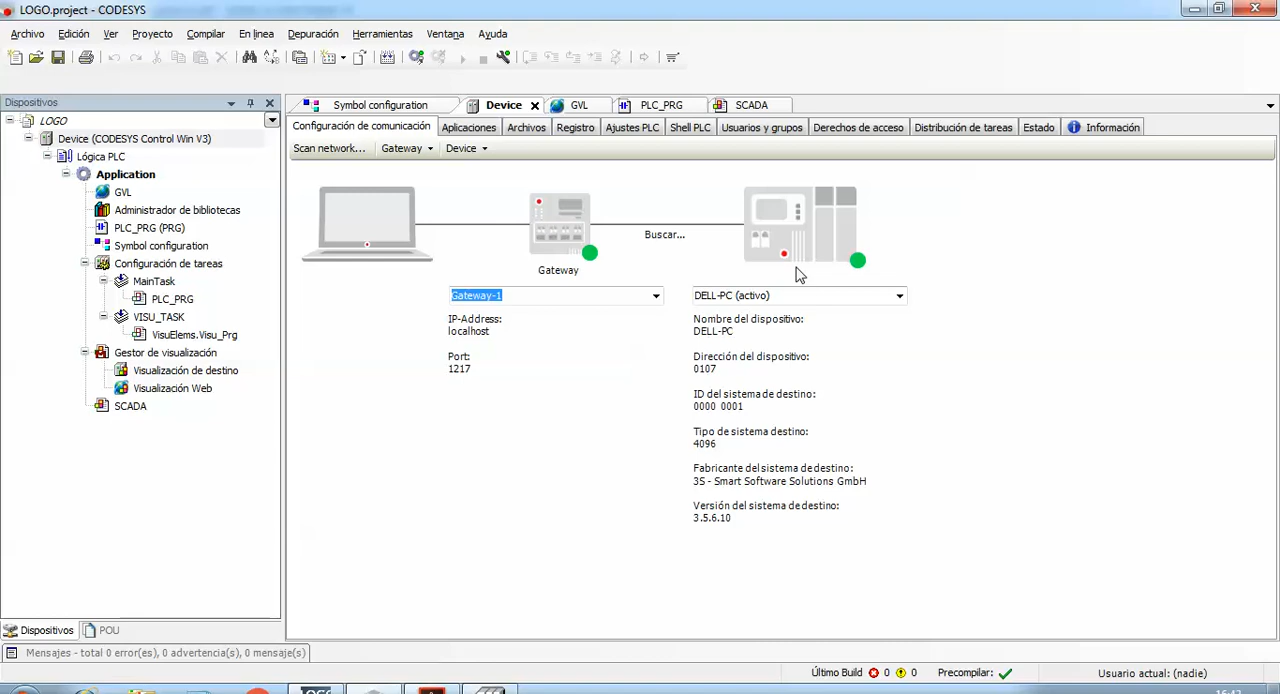 LOGO.project - CODESYS
Archivo Edición Ver Proyecto Compilar En línea Depuración Herramientas Ventana Ayuda
Dispositivos
LOGO
Device (CODESYS Control Win V3)
Lógica PLC
Application
GVL
Administrador de bibliotecas
PLC_PRG (PRG)
Symbol configuration
Configuración de tareas
MainTask
PLC_PRG
VISU_TASK
VisuElems.Visu_Prg
Gestor de visualización
Visualización de destino
Visualización Web
SCADA
Dispositivos POU
Symbol configuration Device GVL PLC_PRG SCADA
Configuración de comunicación Aplicaciones Archivos Registro Ajustes PLC Shell PLC Usuarios y grupos Derechos de acceso Distribución de tareas Estado Información
Scan network... Gateway Device
Buscar...
Gateway
Gateway-1
IP-Address:
localhost
Port:
1217
DELL-PC (activo)
Nombre del dispositivo:
DELL-PC
Dirección del dispositivo:
0107
ID del sistema de destino:
0000 0001
Tipo de sistema destino:
4096
Fabricante del sistema de destino:
3S - Smart Software Solutions GmbH
Versión del sistema de destino:
3.5.6.10
Mensajes - total 0 error(es), 0 advertencia(s), 0 mensaje(s)
Último Build 0 0 Precompilar: Usuario actual: (nadie)